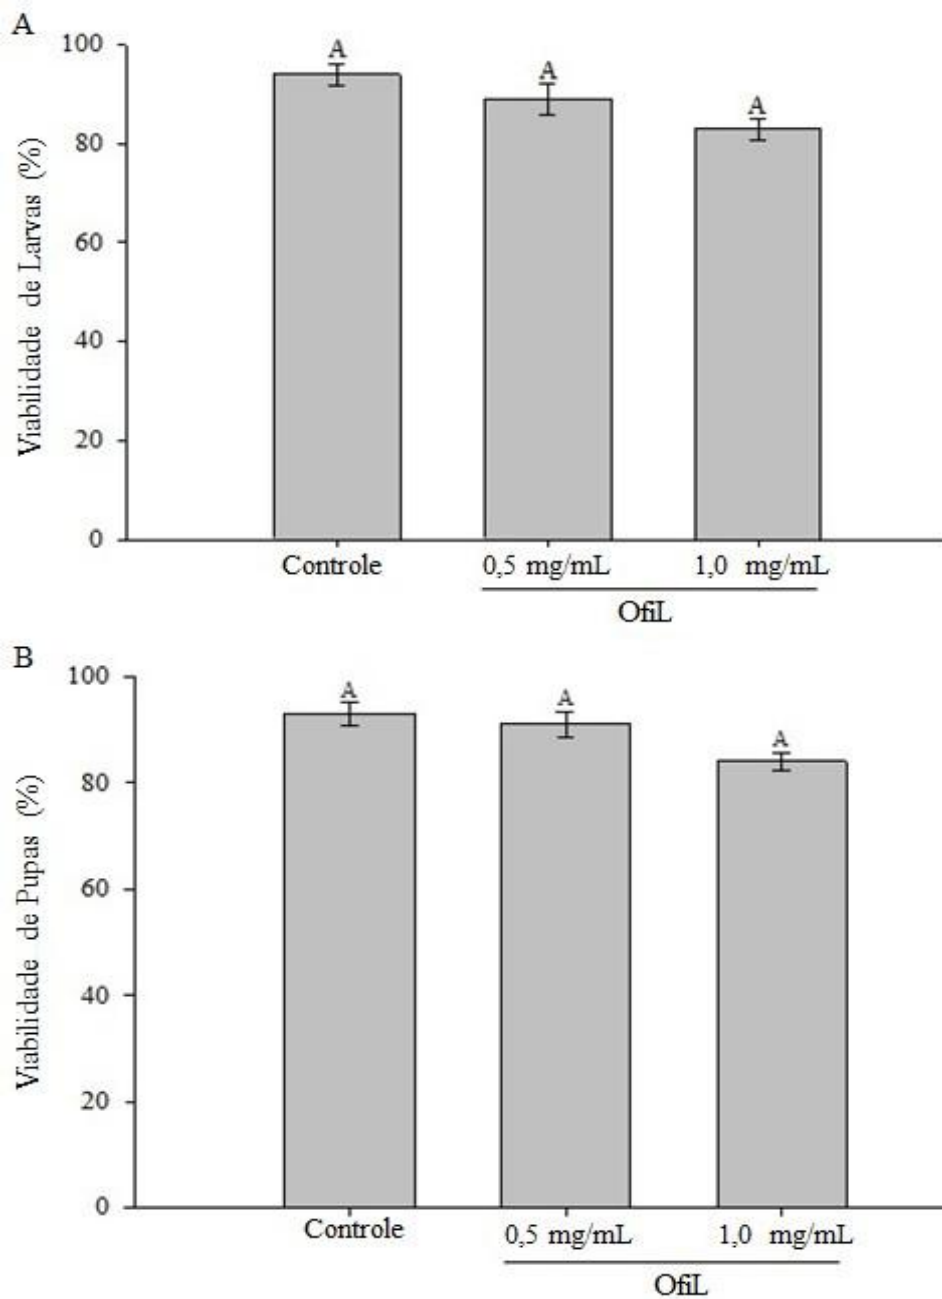 A
100
80
60
40
20
0
Viabilidade de Larvas (%)
A
A
A
Controle
0,5 mg/mL
1,0 mg/mL
OfiL
B
100
80
60
40
20
0
Viabilidade de Pupas (%)
A
A
A
Controle
0,5 mg/mL
1,0 mg/mL
OfiL